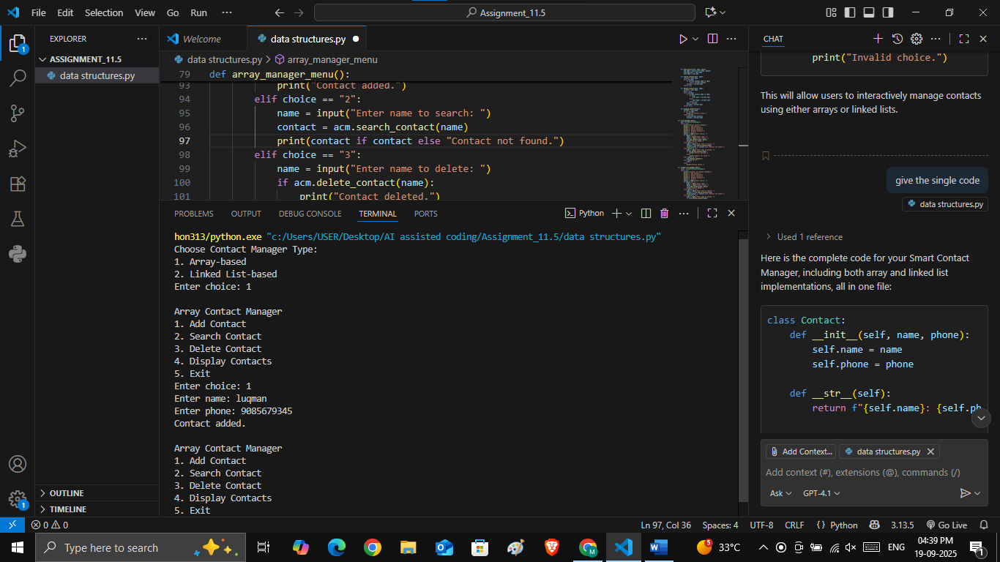 File Edit Selection View Go Run ···
Assignment_11.5
EXPLORER ···
ASSIGNMENT_11.5
data structures.py
OUTLINE
TIMELINE
1
1
Welcome
data structures.py
data structures.py > array_manager_menu
79 def array_manager_menu():
93 print("Contact added.")
94 elif choice == "2":
95 name = input("Enter name to search: ")
96 contact = acm.search_contact(name)
97 print(contact if contact else "Contact not found.")
98 elif choice == "3":
99 name = input("Enter name to delete: ")
100 if acm.delete_contact(name):
101 print("Contact deleted.")
PROBLEMS OUTPUT DEBUG CONSOLE TERMINAL PORTS
Python
hon313/python.exe "c:/Users/USER/Desktop/AI assisted coding/Assignment_11.5/data structures.py"
Choose Contact Manager Type:
1. Array-based
2. Linked List-based
Enter choice: 1
Array Contact Manager
1. Add Contact
2. Search Contact
3. Delete Contact
4. Display Contacts
5. Exit
Enter choice: 1
Enter name: luqman
Enter phone: 9085679345
Contact added.
Array Contact Manager
1. Add Contact
2. Search Contact
3. Delete Contact
4. Display Contacts
5. Exit
CHAT
print("Invalid choice.")
This will allow users to interactively manage contacts
using either arrays or linked lists.
give the single code
data structures.py
Used 1 reference
Here is the complete code for your Smart Contact
Manager, including both array and linked list
implementations, all in one file:
class Contact:
def __init__(self, name, phone):
self.name = name
self.phone = phone
def __str__(self):
return f"{self.name}: {self.ph
Add Context...
data structures.py
Add context (#), extensions (@), commands (/)
Ask GPT-4.1
0 0
Ln 97, Col 36 Spaces: 4 UTF-8 CRLF {} Python 3.13.5 Go Live
Type here to search
5
33°C
ENG
04:39 PM
19-09-2025
1